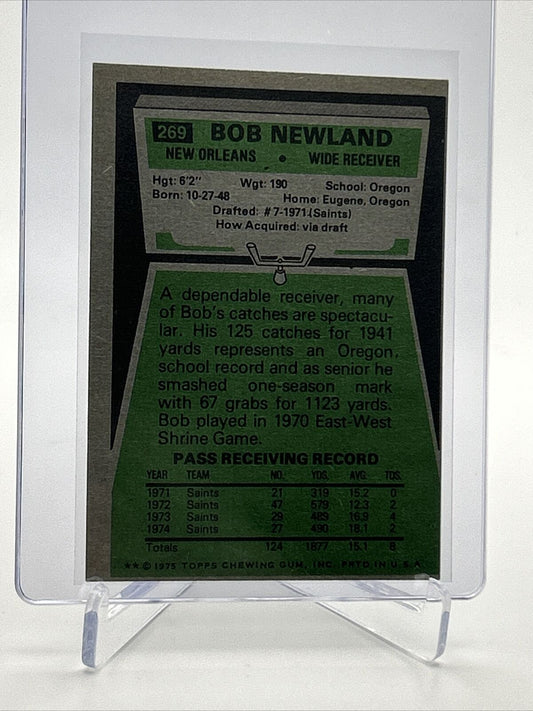 269 BOB NEWLAND
NEW ORLEANS • WIDE RECEIVER
Hgt: 6'2" Wgt: 190 School: Oregon
Born: 10-27-48 Home: Eugene, Oregon
Drafted: #7-1971 (Saints)
How Acquired: via draft
A dependable receiver, many
of Bob's catches are spectacu-
lar. His 125 catches for 1941
yards represents an Oregon,
school record and as senior he
smashed one-season mark
with 67 grabs for 1123 yards.
Bob played in 1970 East-West
Shrine Game.
PASS RECEIVING RECORD
YEAR TEAM NO. YDS. AVG. TDS.
1971 Saints 21 319 15.2 0
1972 Saints 47 579 12.3 2
1973 Saints 29 489 16.9 4
1974 Saints 27 490 18.1 2
Totals 124 1877 15.1 8
★★ © 1975 TOPPS CHEWING GUM, INC. PRTD IN U.S.A.